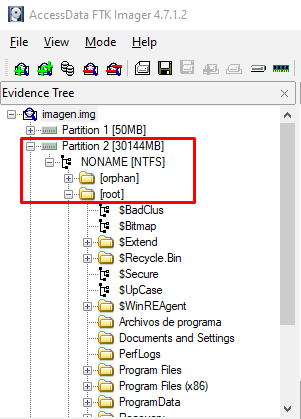 AccessData FTK Imager 4.7.1.2
File View Mode Help
Evidence Tree
imagen.img
Partition 1 [50MB]
Partition 2 [30144MB]
NONAME [NTFS]
[orphan]
[root]
$BadClus
$Bitmap
$Extend
$Recycle.Bin
$Secure
$UpCase
$WinREAgent
Archivos de programa
Documents and Settings
PerfLogs
Program Files
Program Files (x86)
ProgramData
Recovery